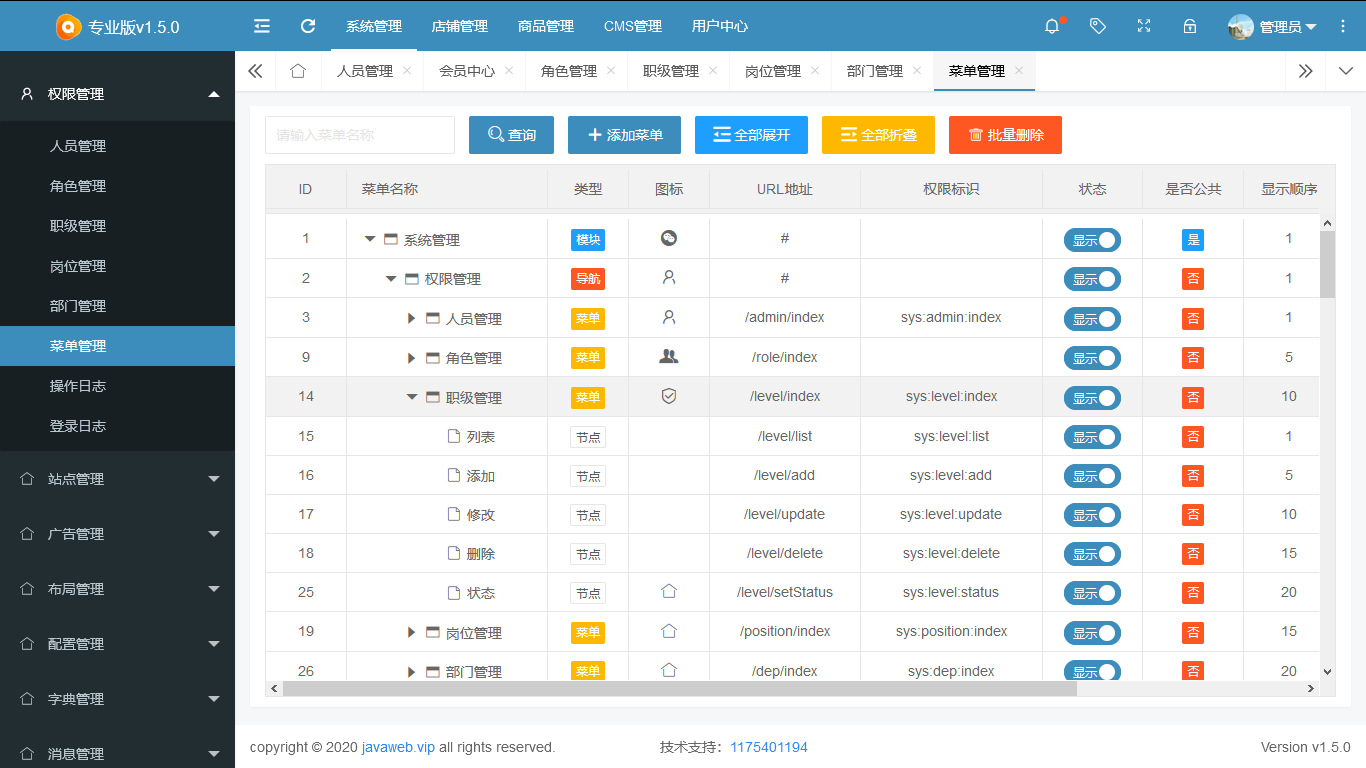 专业版v1.5.0
系统管理 店铺管理 商品管理 CMS管理 用户中心
管理员
人员管理 会员中心 角色管理 职级管理 岗位管理 部门管理 菜单管理
权限管理
人员管理
角色管理
职级管理
岗位管理
部门管理
菜单管理
操作日志
登录日志
站点管理
广告管理
布局管理
配置管理
字典管理
消息管理
请输入菜单名称 查询 添加菜单 全部展开 全部折叠 批量删除
ID 菜单名称 类型 图标 URL地址 权限标识 状态 是否公共 显示顺序
1 系统管理 模块 # 显示 是 1
2 权限管理 导航 # 显示 否 1
3 人员管理 菜单 /admin/index sys:admin:index 显示 否 1
9 角色管理 菜单 /role/index 显示 否 5
14 职级管理 菜单 /level/index sys:level:index 显示 否 10
15 列表 节点 /level/list sys:level:list 显示 否 1
16 添加 节点 /level/add sys:level:add 显示 否 5
17 修改 节点 /level/update sys:level:update 显示 否 10
18 删除 节点 /level/delete sys:level:delete 显示 否 15
25 状态 节点 /level/setStatus sys:level:status 显示 否 20
19 岗位管理 菜单 /position/index sys:position:index 显示 否 15
26 部门管理 菜单 /dep/index sys:dep:index 显示 否 20
copyright © 2020 javaweb.vip all rights reserved. 技术支持：1175401194 Version v1.5.0